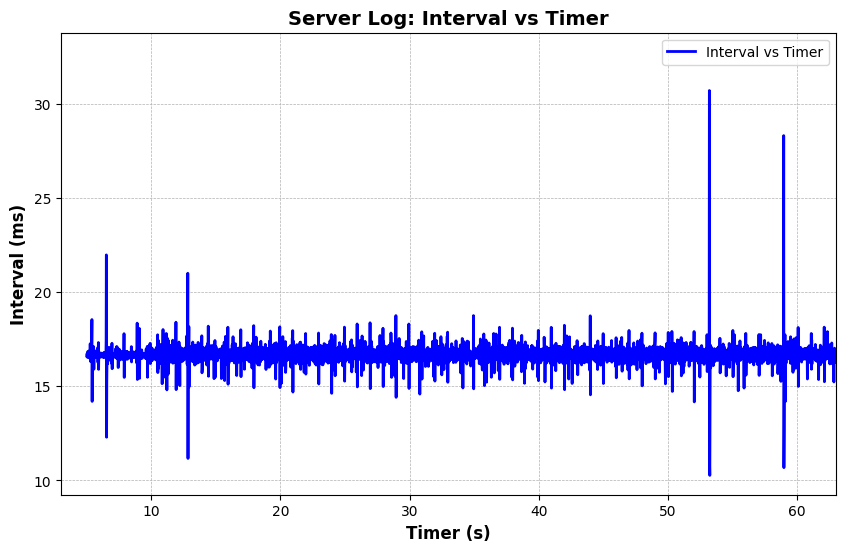 Server Log: Interval vs Timer
Interval vs Timer
30
25
20
15
10
Interval (ms)
10 20 30 40 50 60
Timer (s)